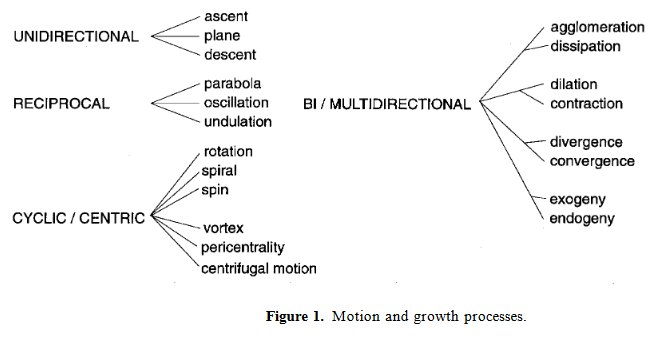 UNIDIRECTIONAL
ascent
plane
descent
RECIPROCAL
parabola
oscillation
undulation
CYCLIC / CENTRIC
rotation
spiral
spin
vortex
pericentrality
centrifugal motion
BI / MULTIDIRECTIONAL
agglomeration
dissipation
dilation
contraction
divergence
convergence
exogeny
endogeny
Figure 1. Motion and growth processes.